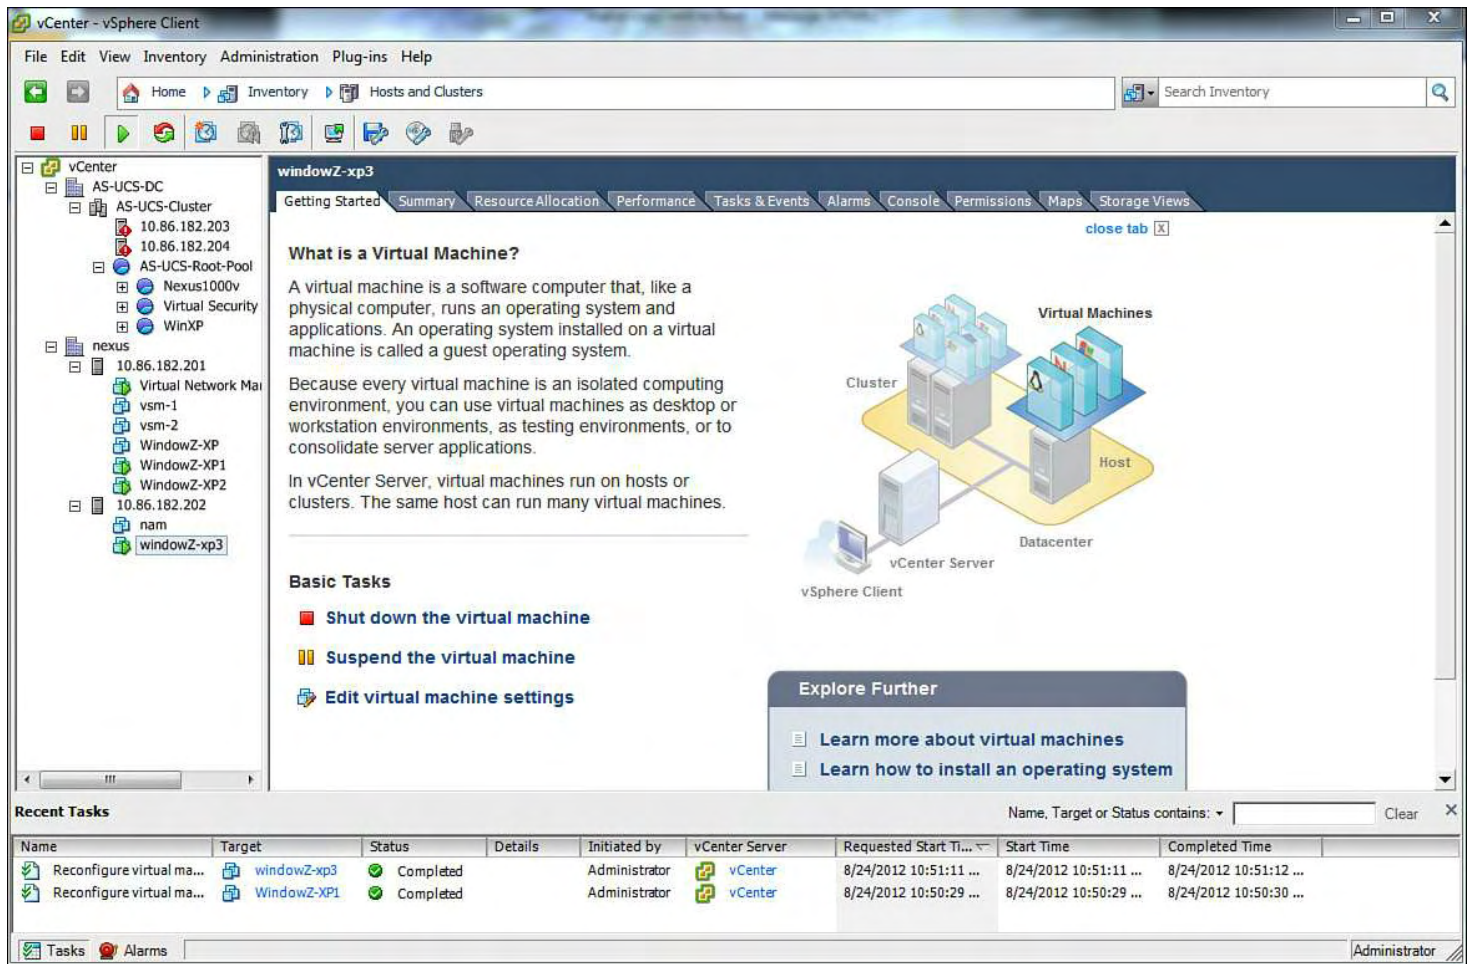 vCenter - vSphere Client
File Edit View Inventory Administration Plug-ins Help
Home Inventory Hosts and Clusters Search Inventory
vCenter
AS-UCS-DC
AS-UCS-Cluster
10.86.182.203
10.86.182.204
AS-UCS-Root-Pool
Nexus1000v
Virtual Security
WinXP
nexus
10.86.182.201
Virtual Network Mar
vsm-1
vsm-2
WindowZ-XP
WindowZ-XP1
WindowZ-XP2
10.86.182.202
nam
windowZ-xp3
windowZ-xp3
Getting Started Summary Resource Allocation Performance Tasks & Events Alarms Console Permissions Maps Storage Views
close tab X
What is a Virtual Machine?
A virtual machine is a software computer that, like a
physical computer, runs an operating system and
applications. An operating system installed on a virtual
machine is called a guest operating system.
Because every virtual machine is an isolated computing
environment, you can use virtual machines as desktop or
workstation environments, as testing environments, or to
consolidate server applications.
In vCenter Server, virtual machines run on hosts or
clusters. The same host can run many virtual machines.
Virtual Machines
Cluster
Host
Datacenter
vCenter Server
vSphere Client
Basic Tasks
Shut down the virtual machine
Suspend the virtual machine
Edit virtual machine settings
Explore Further
Learn more about virtual machines
Learn how to install an operating system
Recent Tasks Name, Target or Status contains: Clear
Name Target Status Details Initiated by vCenter Server Requested Start Ti... Start Time Completed Time
Reconfigure virtual ma... windowZ-xp3 Completed Administrator vCenter 8/24/2012 10:51:11 ... 8/24/2012 10:51:11 ... 8/24/2012 10:51:12 ...
Reconfigure virtual ma... WindowZ-XP1 Completed Administrator vCenter 8/24/2012 10:50:29 ... 8/24/2012 10:50:29 ... 8/24/2012 10:50:30 ...
Tasks Alarms Administrator